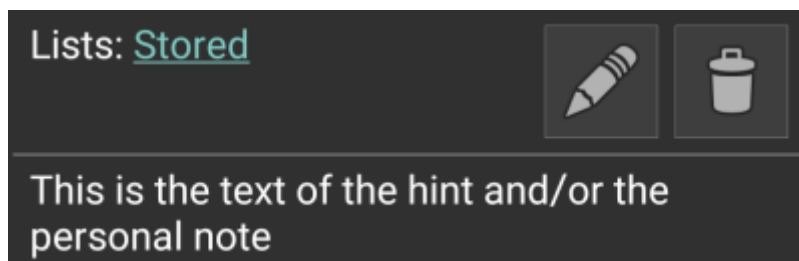 Lists: Stored
This is the text of the hint and/or the
personal note